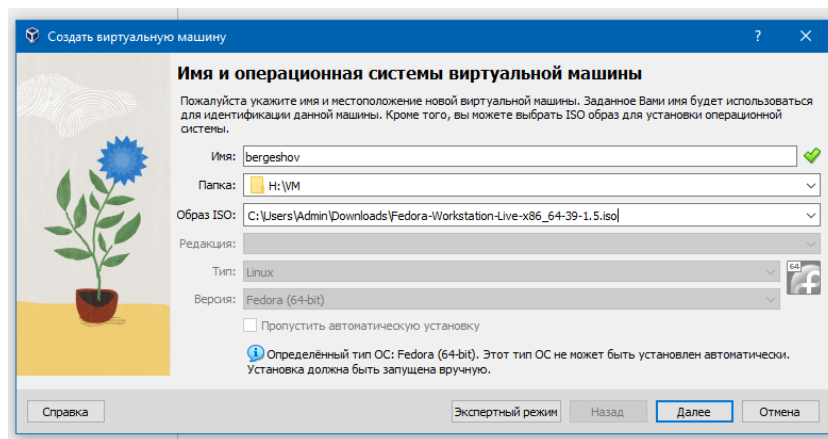 Создать виртуальную машину
?
Имя и операционная системы виртуальной машины
Пожалуйста укажите имя и местоположение новой виртуальной машины. Заданное Вами имя будет использоваться
для идентификации данной машины. Кроме того, вы можете выбрать ISO образ для установки операционной
системы.
Имя: bergeshov
Папка: H:\VM
Образ ISO: C:\Users\Admin\Downloads\Fedora-Workstation-Live-x86_64-39-1.5.iso
Редакция:
Тип: Linux
64
Версия: Fedora (64-bit)
Пропустить автоматическую установку
Определённый тип ОС: Fedora (64-bit). Этот тип ОС не может быть установлен автоматически.
Установка должна быть запущена вручную.
Справка Экспертный режим Назад Далее Отмена